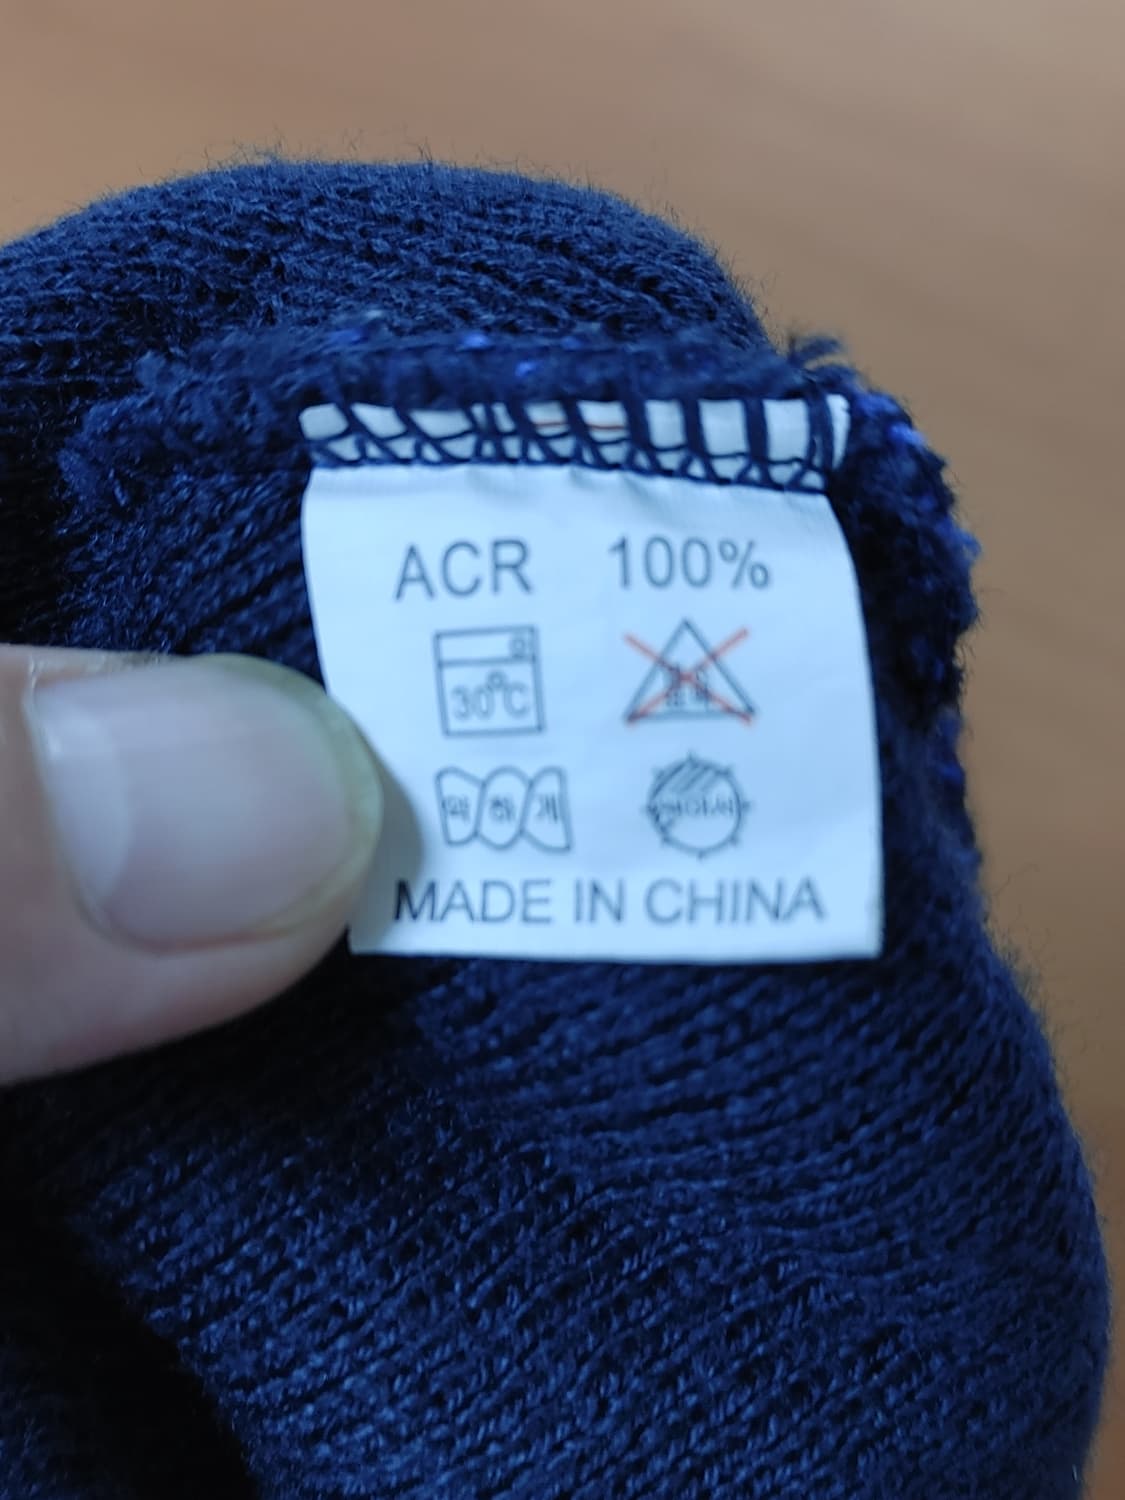 ACR 100%
30°C
약 하 게
MADE IN CHINA